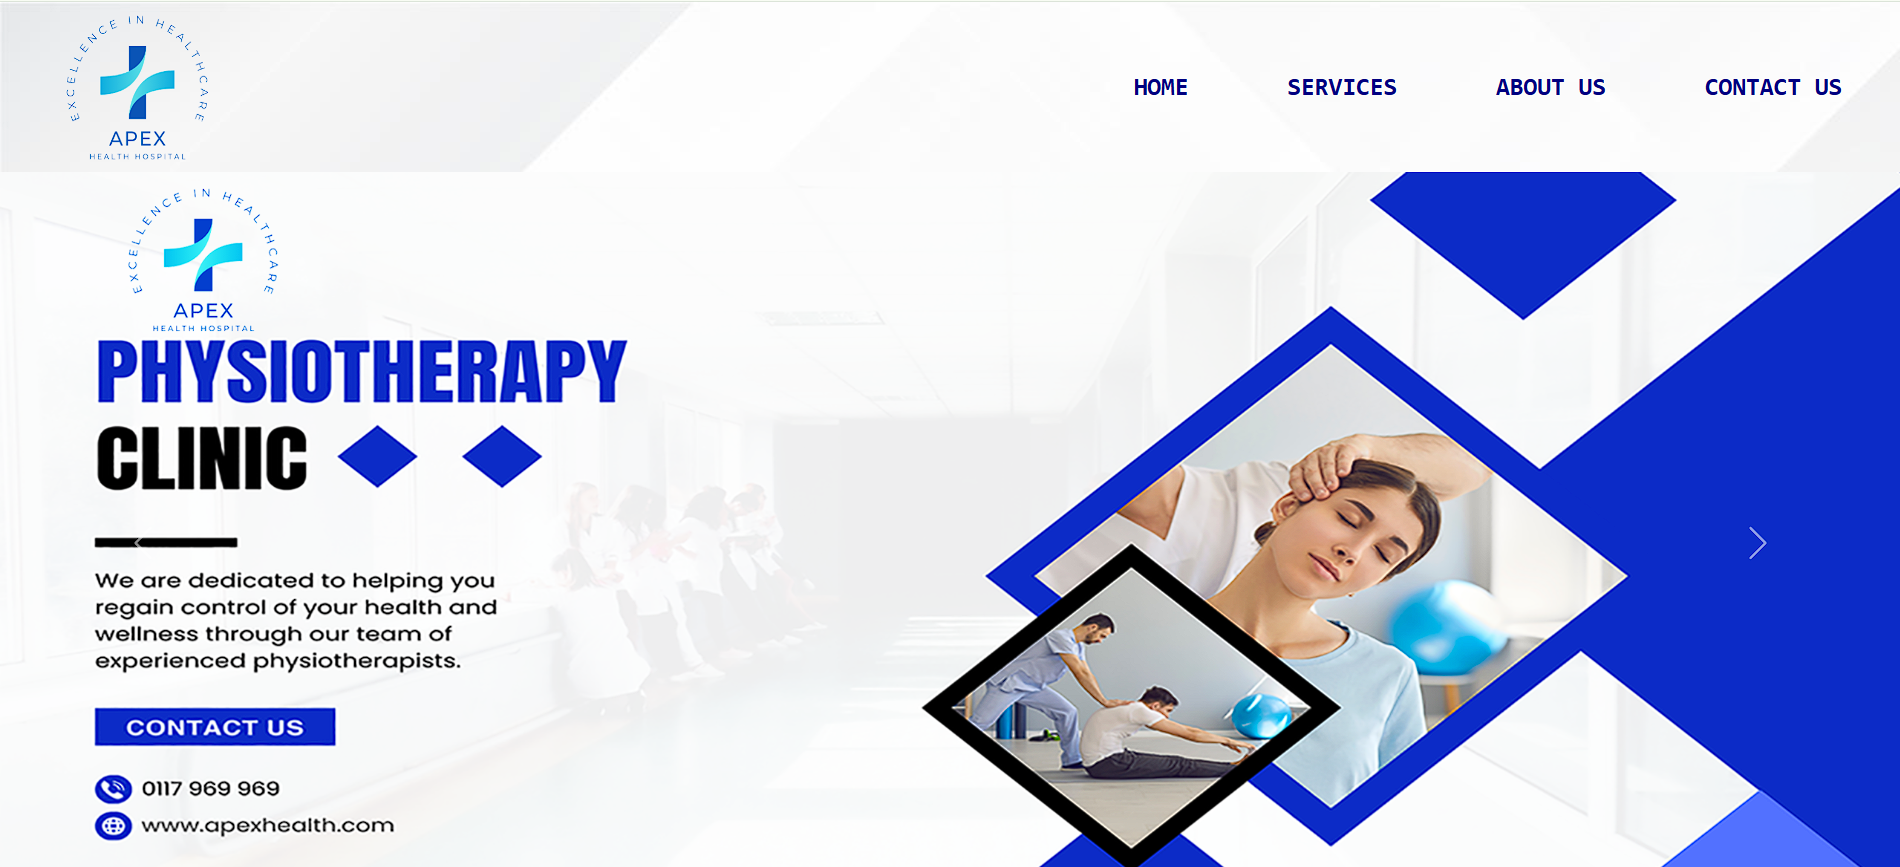 EXCELLENCE IN HEALTHCARE
APEX
HEALTH HOSPITAL
HOME SERVICES ABOUT US CONTACT US
EXCELLENCE IN HEALTHCARE
APEX
HEALTH HOSPITAL
PHYSIOTHERAPY
CLINIC
We are dedicated to helping you
regain control of your health and
wellness through our team of
experienced physiotherapists.
CONTACT US
0117 969 969
www.apexhealth.com